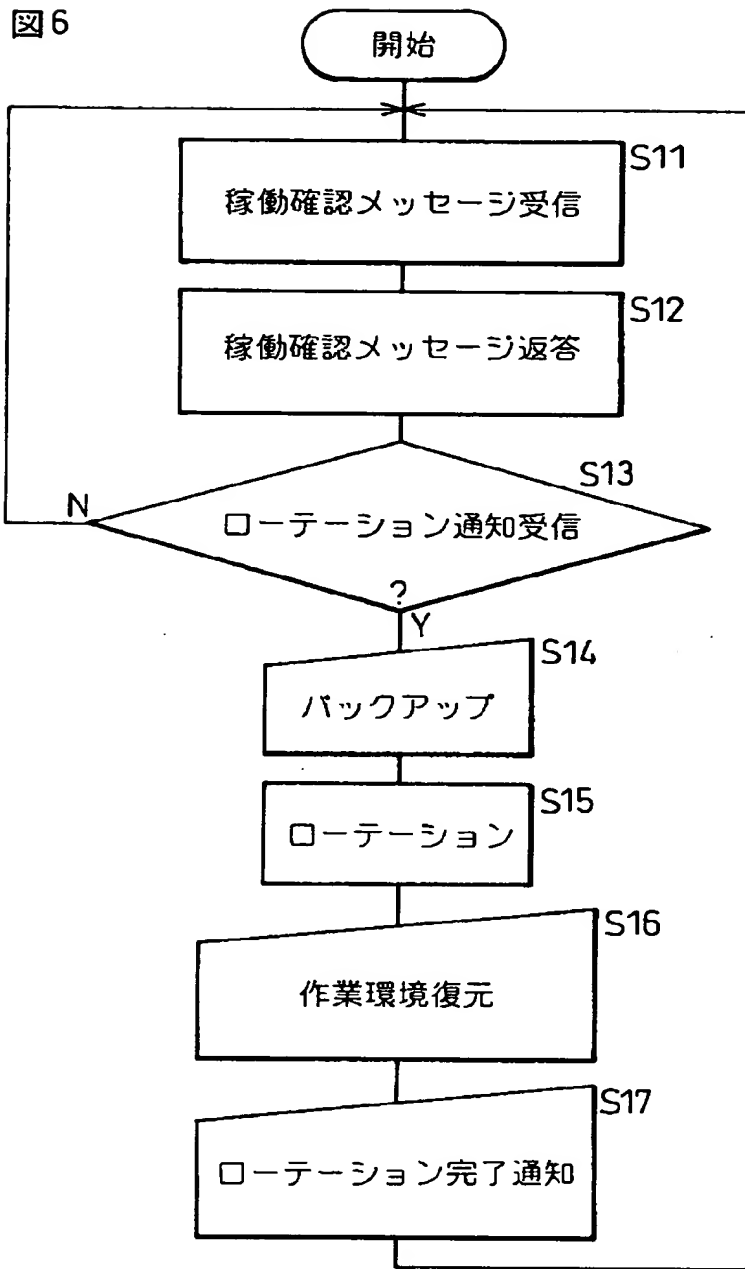 図6
開始
S11
稼働確認メッセージ受信
S12
稼働確認メッセージ返答
S13
N
ローテーション通知受信
?
Y
S14
バックアップ
S15
ローテーション
S16
作業環境復元
S17
ローテーション完了通知